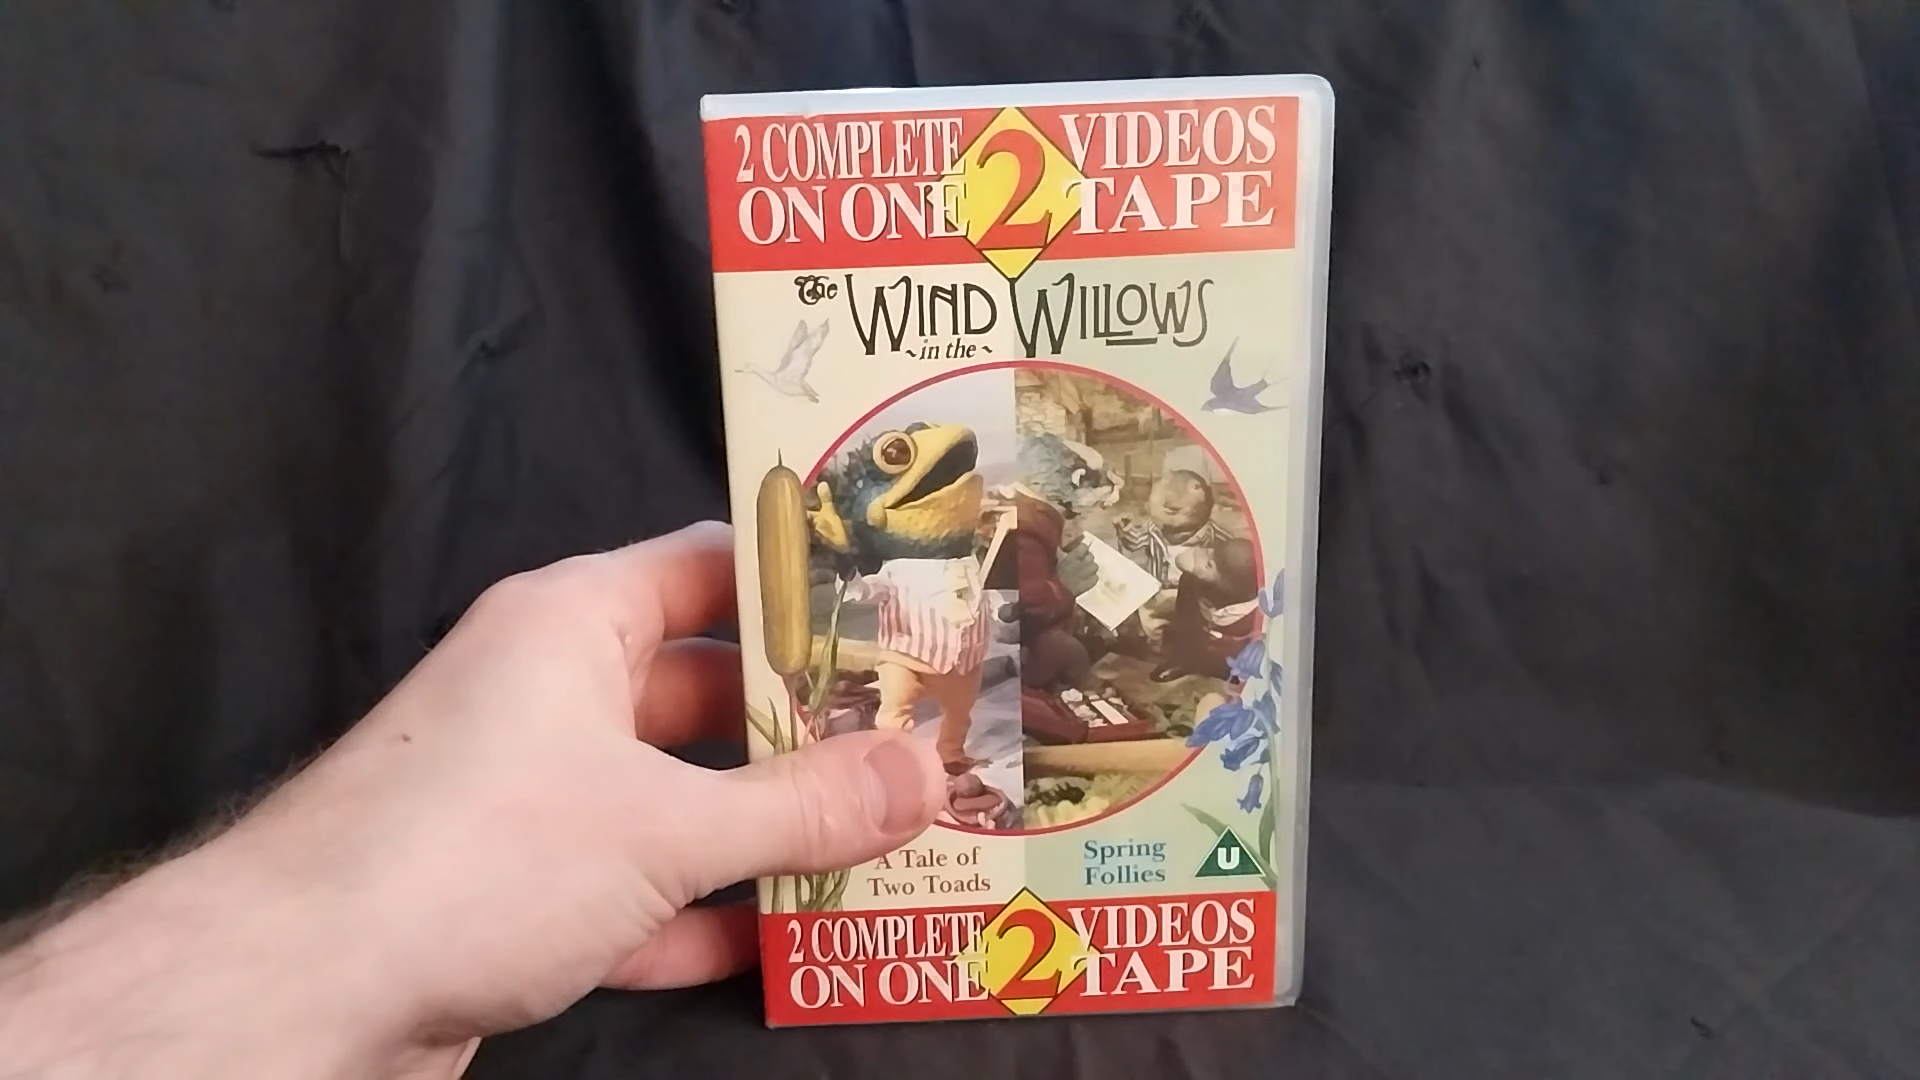 2 COMPLETE 2 VIDEOS
ON ONE TAPE
The WIND in the WILLOWS
A Tale of
Two Toads
Spring
Follies
U
2 COMPLETE 2 VIDEOS
ON ONE TAPE